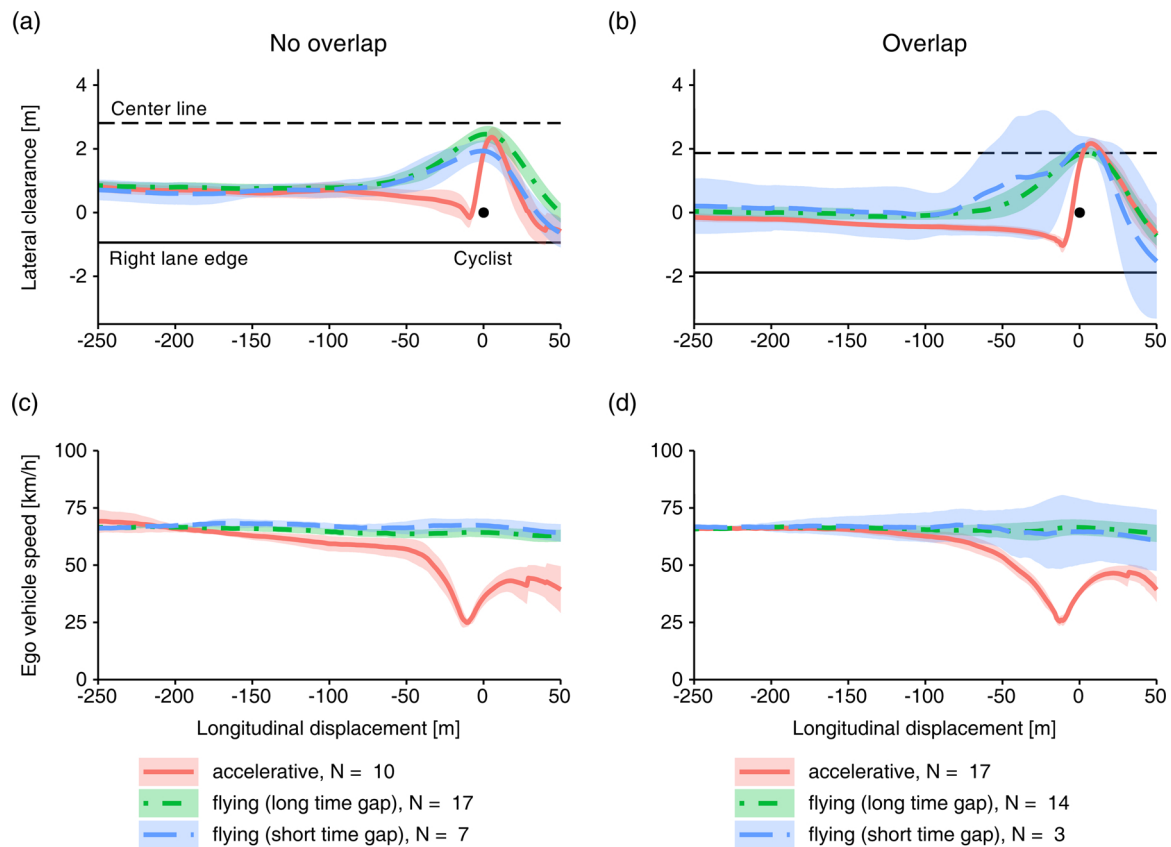 (a)
No overlap
(b)
Overlap
Lateral clearance [m]
4
2
0
-2
Center line
Right lane edge
Cyclist
-250
-200
-150
-100
-50
0
50
4
2
0
-2
-250
-200
-150
-100
-50
0
50
(c)
(d)
Ego vehicle speed [km/h]
100
75
50
25
0
-250
-200
-150
-100
-50
0
50
Longitudinal displacement [m]
100
75
50
25
0
-250
-200
-150
-100
-50
0
50
Longitudinal displacement [m]
accelerative, N = 10
flying (long time gap), N = 17
flying (short time gap), N = 7
accelerative, N = 17
flying (long time gap), N = 14
flying (short time gap), N = 3